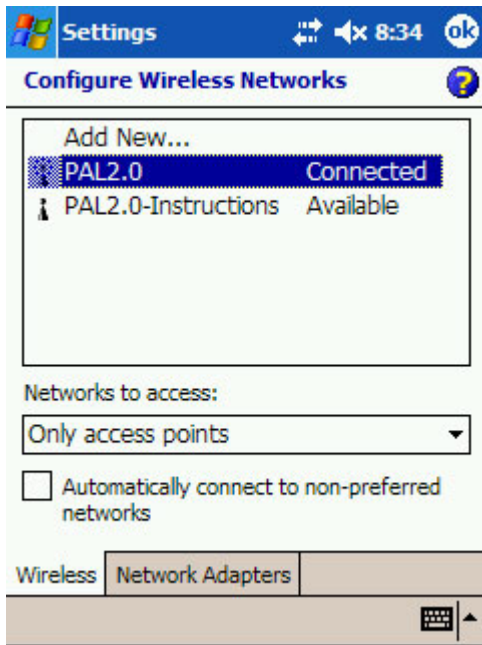 Settings 8:34 ok
Configure Wireless Networks ?
Add New...
PAL2.0 Connected
PAL2.0-Instructions Available
Networks to access:
Only access points
Automatically connect to non-preferred
networks
Wireless Network Adapters